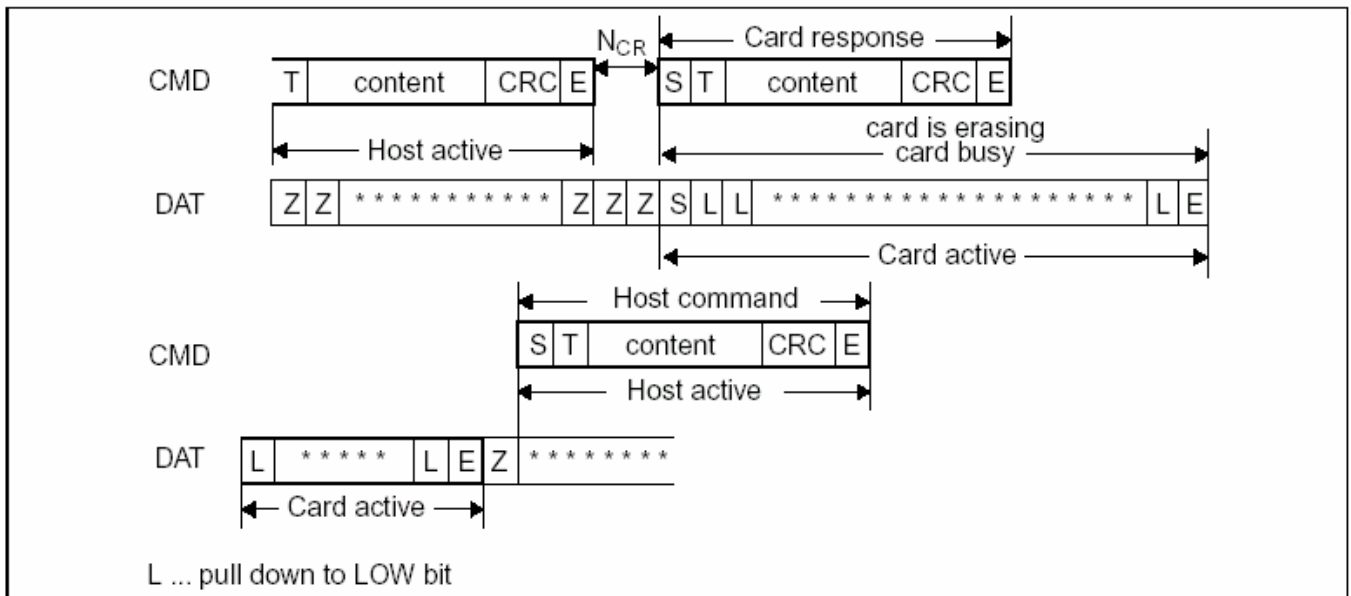 N_CR Card response
CMD T content CRC E S T content CRC E
card is erasing
Host active card busy
DAT Z Z * * * * * * * * * * * Z Z Z S L L * * * * * * * * * * * * * * * * * * * * L E
Card active
Host command
CMD S T content CRC E
Host active
DAT L * * * * * L E Z * * * * * * * *
Card active
L ... pull down to LOW bit